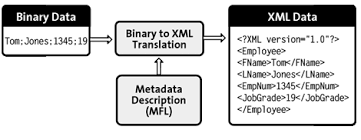 Binary Data
Tom:Jones:1345:19
Binary to XML
Translation
Metadata
Description
(MFL)
XML Data
<?XML version="1.0"?>
<Employee>
<FName>Tom</FName>
<LName>Jones</LName>
<EmpNum>1345</EmpNum>
<JobGrade>19</JobGrade>
</Employee>